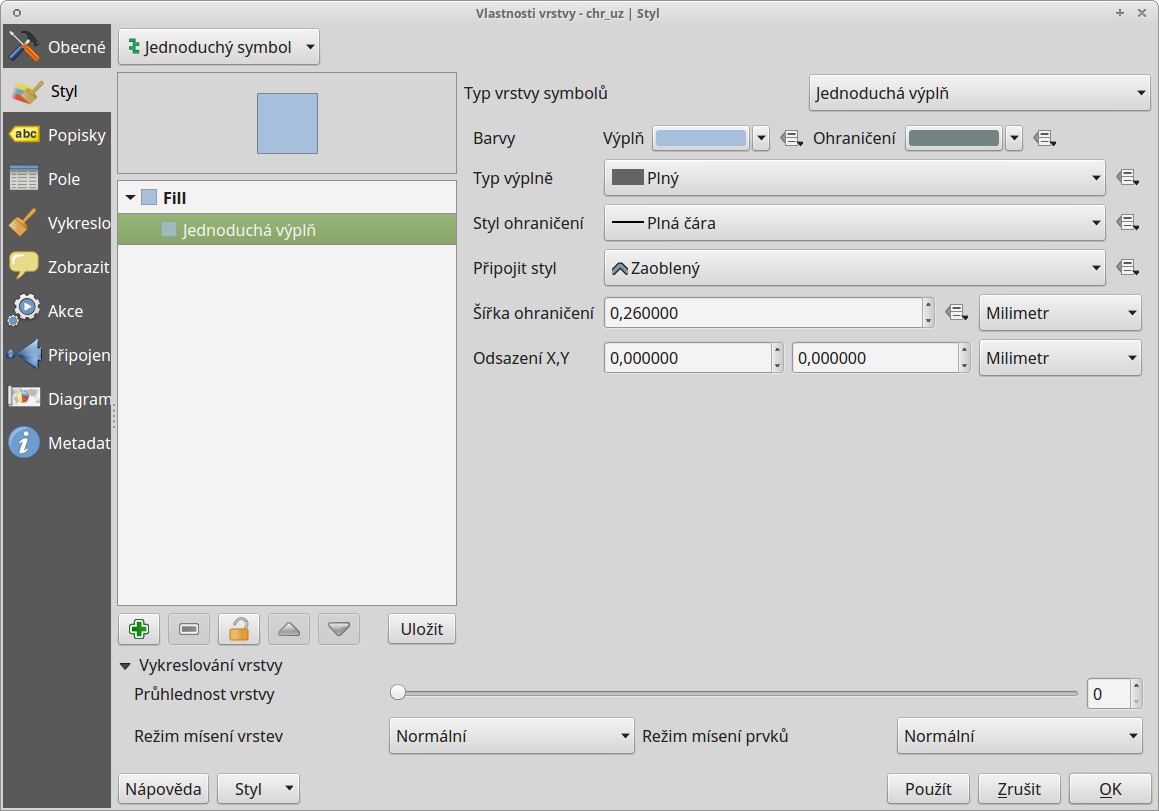 Vlastnosti vrstvy - chr_uz | Styl
Obecné
Styl
abc Popisky
Pole
Vykreslo
Zobrazit
Akce
Připojen
Diagram
Metadat
Jednoduchý symbol
Fill
Jednoduchá výplň
Uložit
Typ vrstvy symbolů Jednoduchá výplň
Barvy Výplň Ohraničení
Typ výplně Plný
Styl ohraničení Plná čára
Připojit styl Zaoblený
Šířka ohraničení 0,260000 Milimetr
Odsazení X,Y 0,000000 0,000000 Milimetr
Vykreslování vrstvy
Průhlednost vrstvy 0
Režim mísení vrstev Normální Režim mísení prvků Normální
Nápověda Styl Použít Zrušit OK